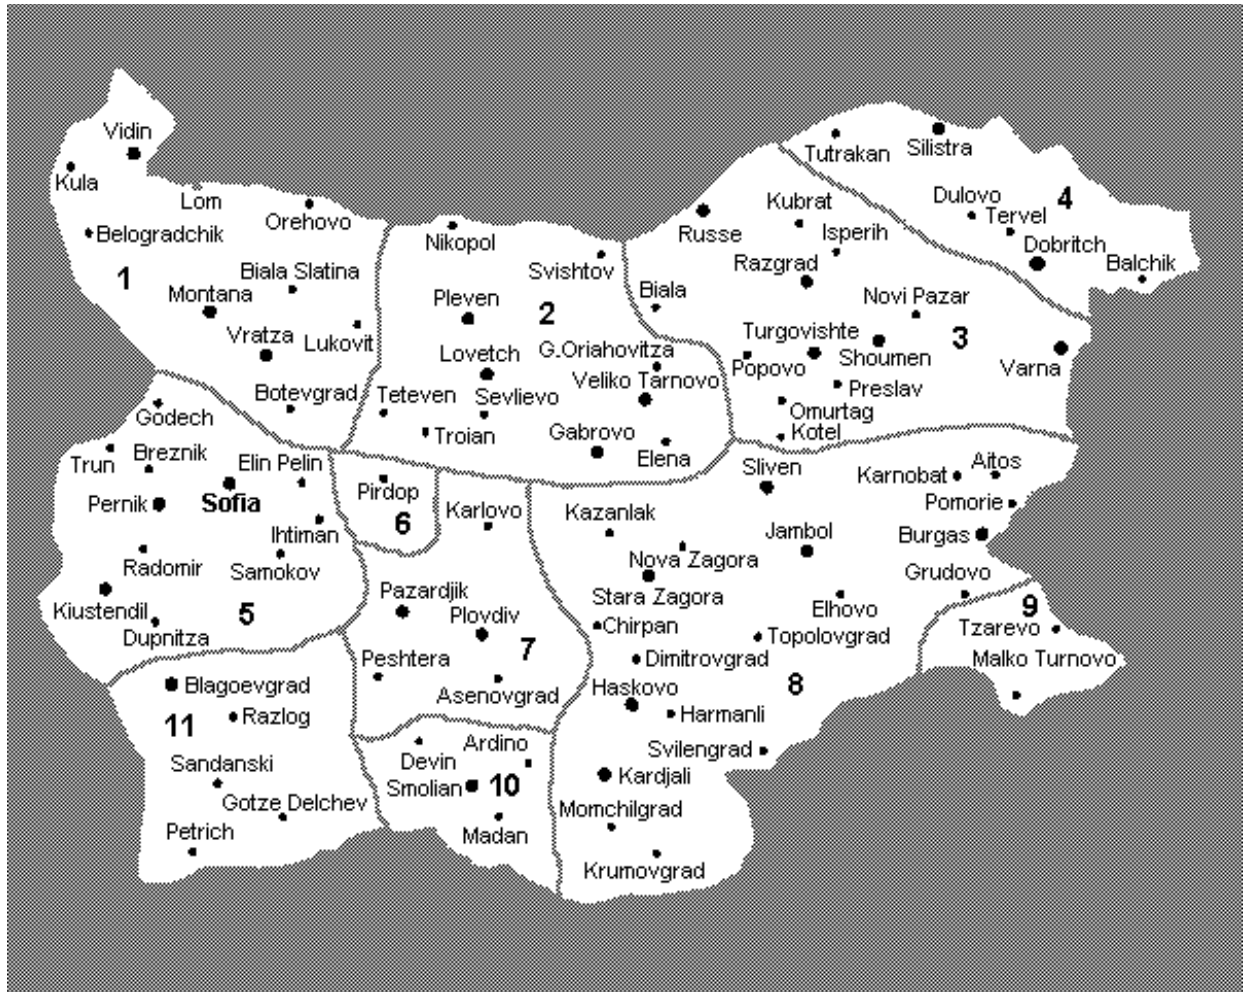 Vidin
Kula
Lom
Orehovo
Belogradchik
1
Biala Slatina
Montana
Vratza
Lukovit
Botevgrad
Nikopol
Svishtov
Pleven
2
Lovetch
G.Oriahovitza
Veliko Tarnovo
Teteven
Sevlievo
Troian
Gabrovo
Elena
Tutrakan
Silistra
4
Dulovo
Tervel
Dobritch
Balchik
Kubrat
Russe
Isperih
Razgrad
Biala
Novi Pazar
Turgovishte
3
Popovo
Shoumen
Varna
Preslav
Omurtag
Kotel
Godech
Trun
Breznik
Elin Pelin
Pernik
Sofia
Ihtiman
Radomir
Samokov
Kiustendil
5
Dupnitza
Pirdop
6
Karlovo
Pazardjik
Plovdiv
7
Peshtera
Asenovgrad
Sliven
Karnobat
Aitos
Pomorie
Kazanlak
Jambol
Burgas
Nova Zagora
Stara Zagora
Grudovo
Elhovo
Chirpan
Topolovgrad
Dimitrovgrad
8
Haskovo
Harmanli
Svilengrad
Kardjali
Momchilgrad
Krumovgrad
9
Tzarevo
Malko Turnovo
Blagoevgrad
11
Razlog
Sandanski
Gotze Delchev
Petrich
Ardino
Devin
Smolian
10
Madan